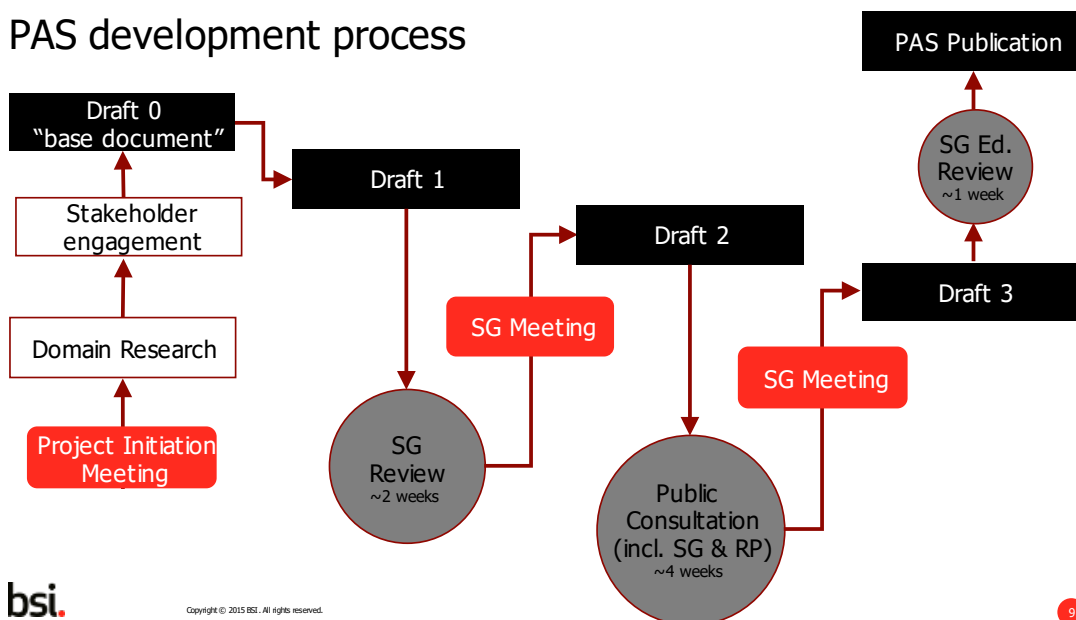 PAS development process
PAS Publication
Draft 0
“base document”
SG Ed.
Review
~1 week
Draft 1
Stakeholder
engagement
Draft 2
Draft 3
SG Meeting
Domain Research
SG Meeting
Project Initiation
Meeting
SG
Review
~2 weeks
Public
Consultation
(incl. SG & RP)
~4 weeks
bsi.
Copyright © 2015 BSI. All rights reserved.
9